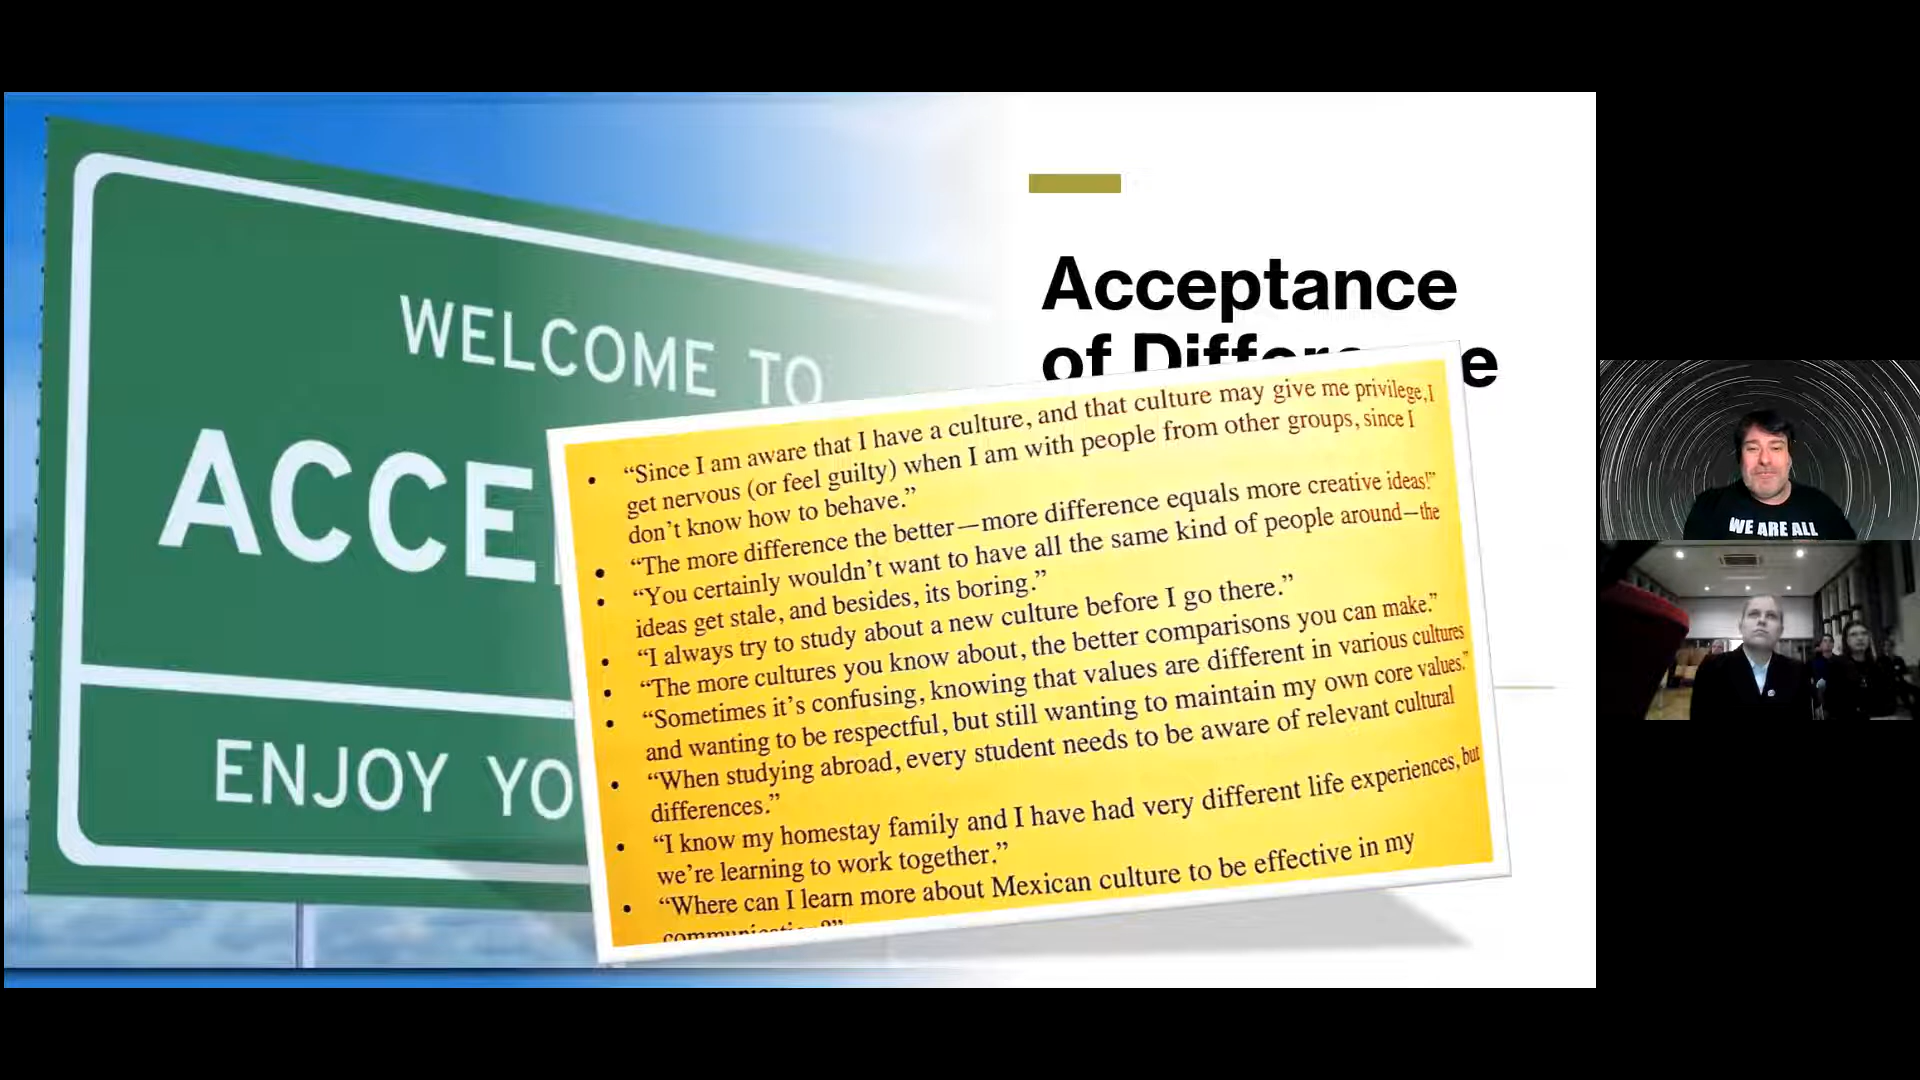 WELCOME TO
ACCE
ENJOY YO
Acceptance
of Diffe e
• “Since I am aware that I have a culture, and that culture may give me privilege, I
get nervous (or feel guilty) when I am with people from other groups, since I
don’t know how to behave.”
• “The more difference the better—more difference equals more creative ideas!”
• “You certainly wouldn’t want to have all the same kind of people around—the
ideas get stale, and besides, its boring.”
• “I always try to study about a new culture before I go there.”
• “The more cultures you know about, the better comparisons you can make.”
• “Sometimes it’s confusing, knowing that values are different in various cultures
and wanting to be respectful, but still wanting to maintain my own core values.”
• “When studying abroad, every student needs to be aware of relevant cultural
differences.”
• “I know my homestay family and I have had very different life experiences, but
we’re learning to work together.”
• “Where can I learn more about Mexican culture to be effective in my
communication?”
WE ARE ALL